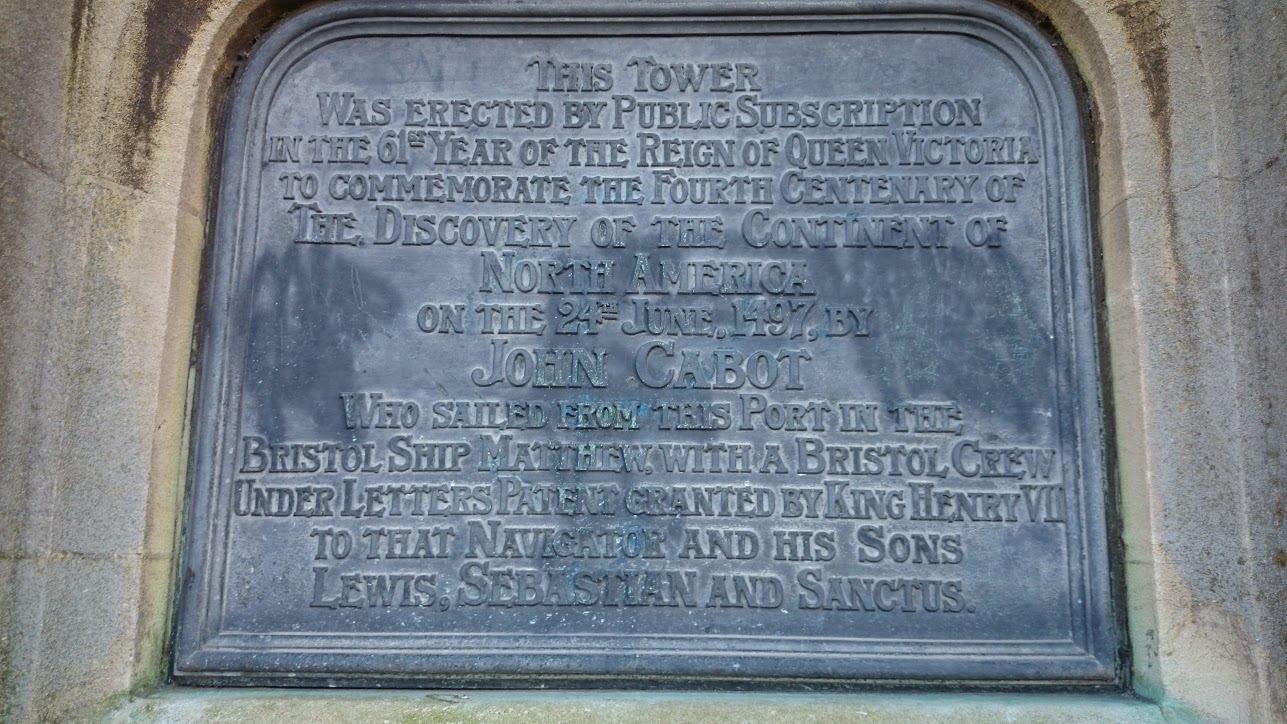 THIS TOWER
WAS ERECTED BY PUBLIC SUBSCRIPTION
IN THE 61ST YEAR OF THE REIGN OF QUEEN VICTORIA
TO COMMEMORATE THE FOURTH CENTENARY OF
THE DISCOVERY OF THE CONTINENT OF
NORTH AMERICA
ON THE 24TH JUNE, 1497, BY
JOHN CABOT
WHO SAILED FROM THIS PORT IN THE
BRISTOL SHIP MATTHEW, WITH A BRISTOL CREW
UNDER LETTERS PATENT GRANTED BY KING HENRY VII
TO THAT NAVIGATOR AND HIS SONS
LEWIS, SEBASTIAN AND SANCTUS.